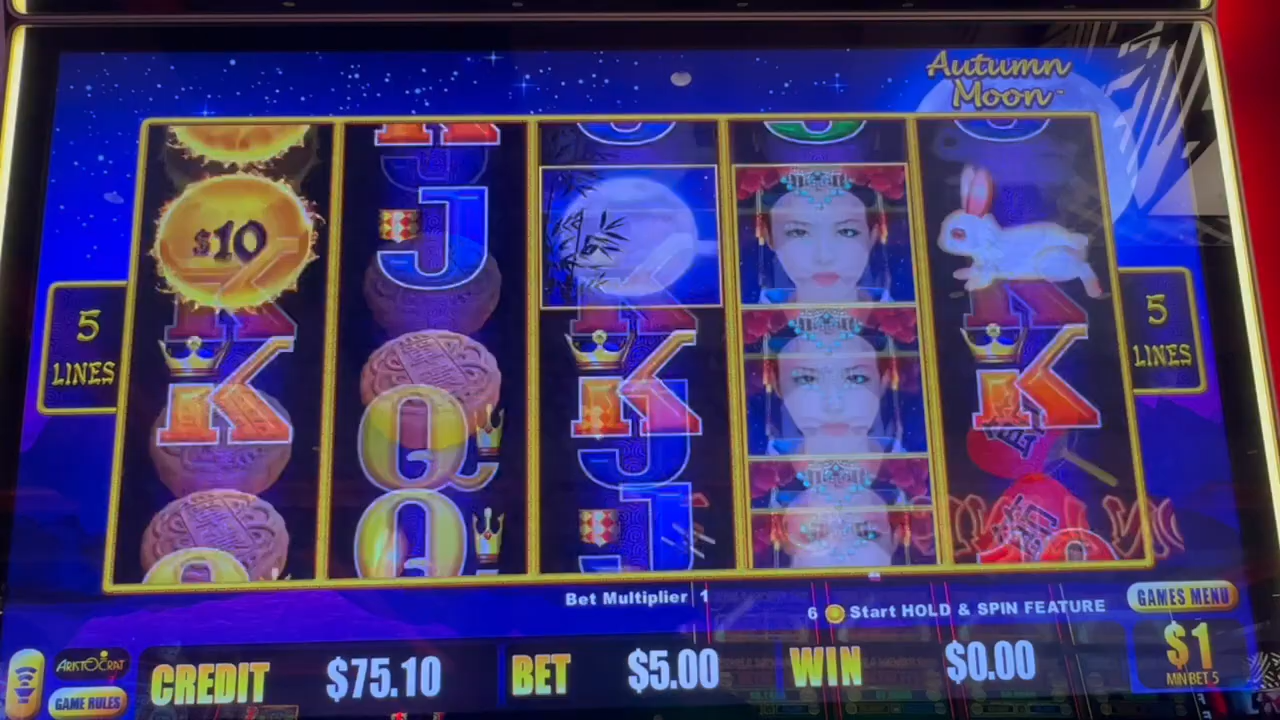 Autumn
Moon™
$10
J
5
LINES
K
K
K
5
LINES
Q
Q
J
J
Bet Multiplier 1
6 Start HOLD & SPIN FEATURE
GAMES MENU
ARISTOCRAT
GAME RULES
CREDIT $75.10
BET $5.00
WIN $0.00
$1
MIN BET 5